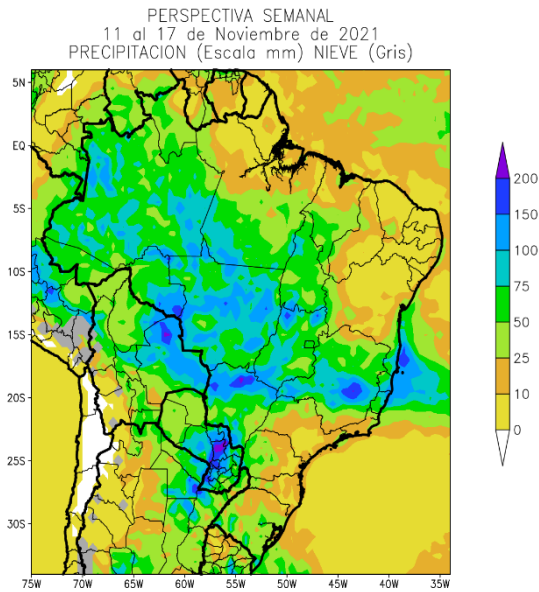 PERSPECTIVA SEMANAL
11 al 17 de Noviembre de 2021
PRECIPITACION (Escala mm) NIEVE (Gris)
5N
EQ
5S
10S
15S
20S
25S
30S
75W 70W 65W 60W 55W 50W 45W 40W 35W
200
150
100
75
50
25
10
0